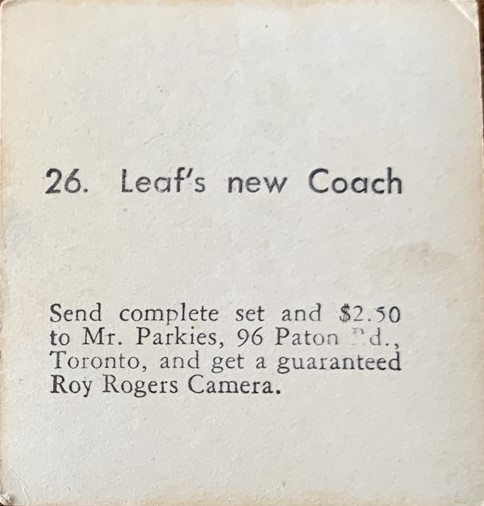 26. Leaf's new Coach
Send complete set and $2.50
to Mr. Parkies, 96 Paton Rd.,
Toronto, and get a guaranteed
Roy Rogers Camera.